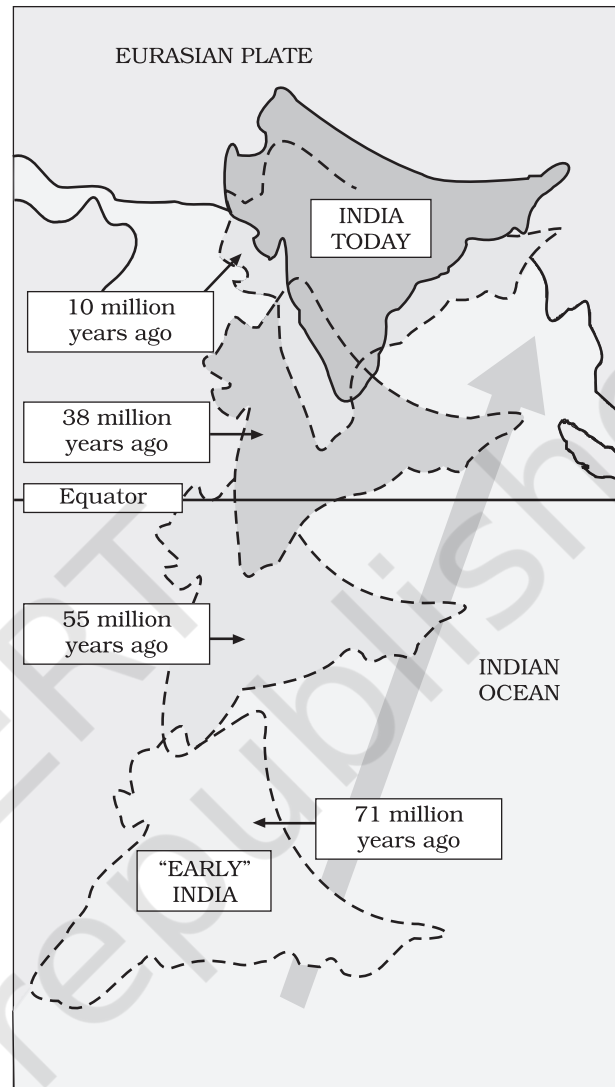 EURASIAN PLATE
INDIA
TODAY
10 million
years ago
38 million
years ago
Equator
55 million
years ago
INDIAN
OCEAN
71 million
years ago
“EARLY”
INDIA